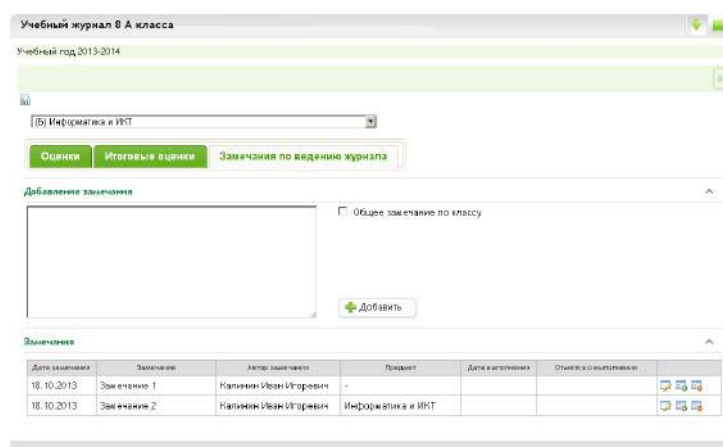 Учебный журнал 8 А класса
Учебный год 2013-2014
(Б) Информатика и ИКТ
Оценки Итоговые оценки Замечания по ведению журнала
Добавление замечания
Общее замечание по классу
Добавить
Замечания
Дата замечания Замечание Автор замечания Предмет Дата выполнения Отметка о выполнении
18.10.2013 Замечание 1 Калинин Иван Игоревич -
18.10.2013 Замечание 2 Калинин Иван Игоревич Информатика и ИКТ